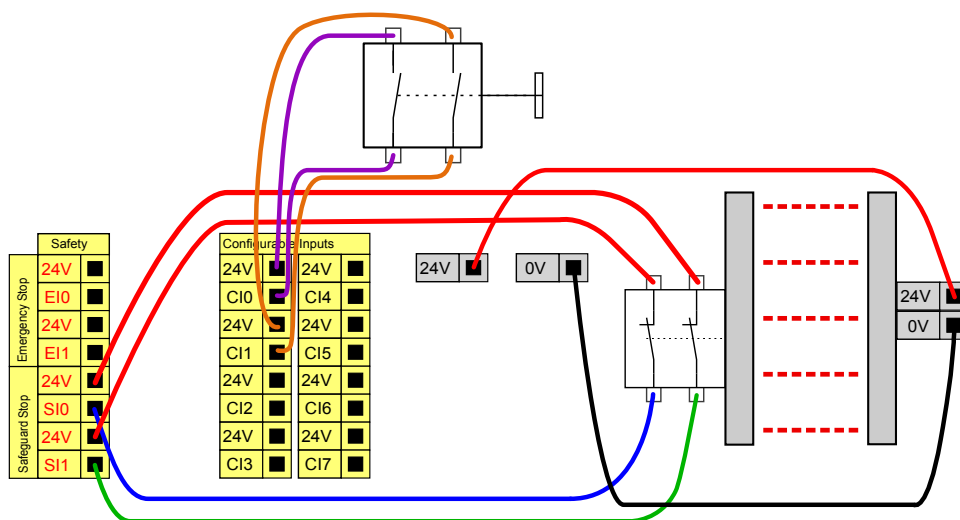 Safety
Emergency Stop
24V
EI0
24V
EI1
Safeguard Stop
24V
SI0
24V
SI1
Configurable Inputs
24V 24V
CI0 CI4
24V 24V
CI1 CI5
24V 24V
CI2 CI6
24V 24V
CI3 CI7
24V 0V
24V
0V